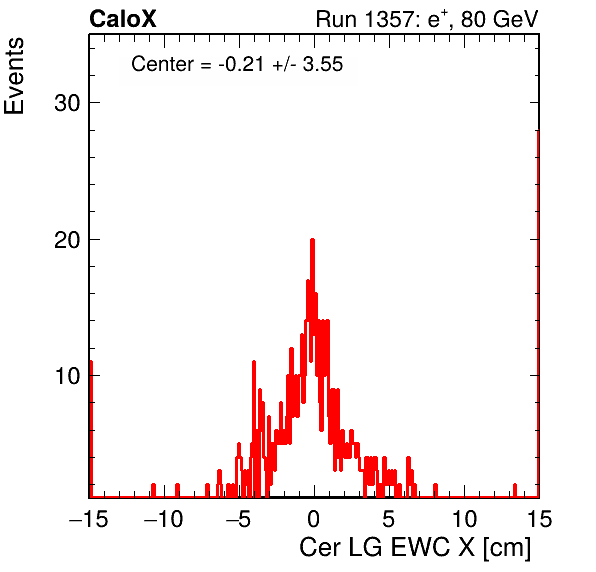 CaloX Run 1357: e⁺, 80 GeV
Center = -0.21 +/- 3.55
Events
30
20
10
−15 −10 −5 0 5 10 15
Cer LG EWC X [cm]